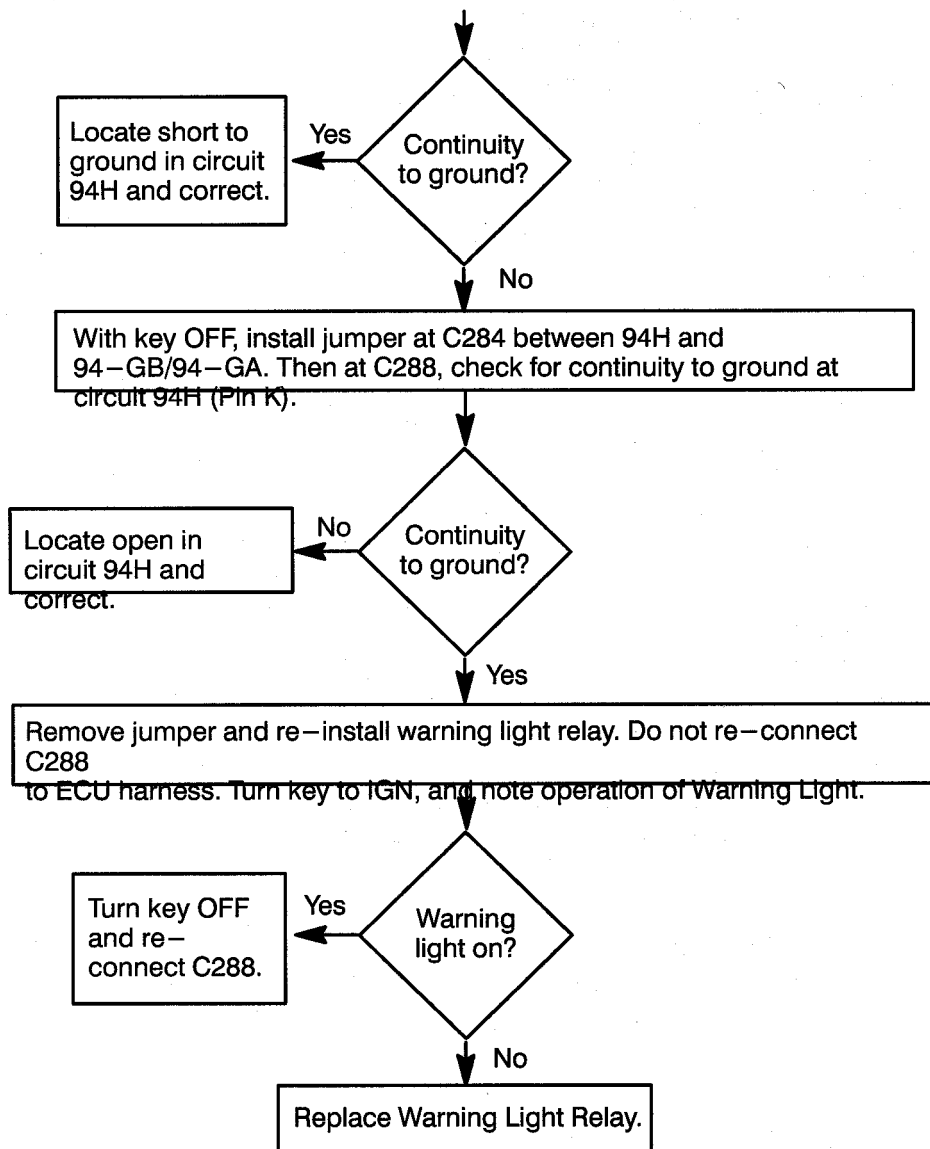 Locate short to
ground in circuit
94H and correct.
Yes
Continuity
to ground?
No
With key OFF, install jumper at C284 between 94H and
94−GB/94−GA. Then at C288, check for continuity to ground at
circuit 94H (Pin K).
Locate open in
circuit 94H and
correct.
No
Continuity
to ground?
Yes
Remove jumper and re−install warning light relay. Do not re−connect
C288
to ECU harness. Turn key to IGN, and note operation of Warning Light.
Turn key OFF
and re−
connect C288.
Yes
Warning
light on?
No
Replace Warning Light Relay.